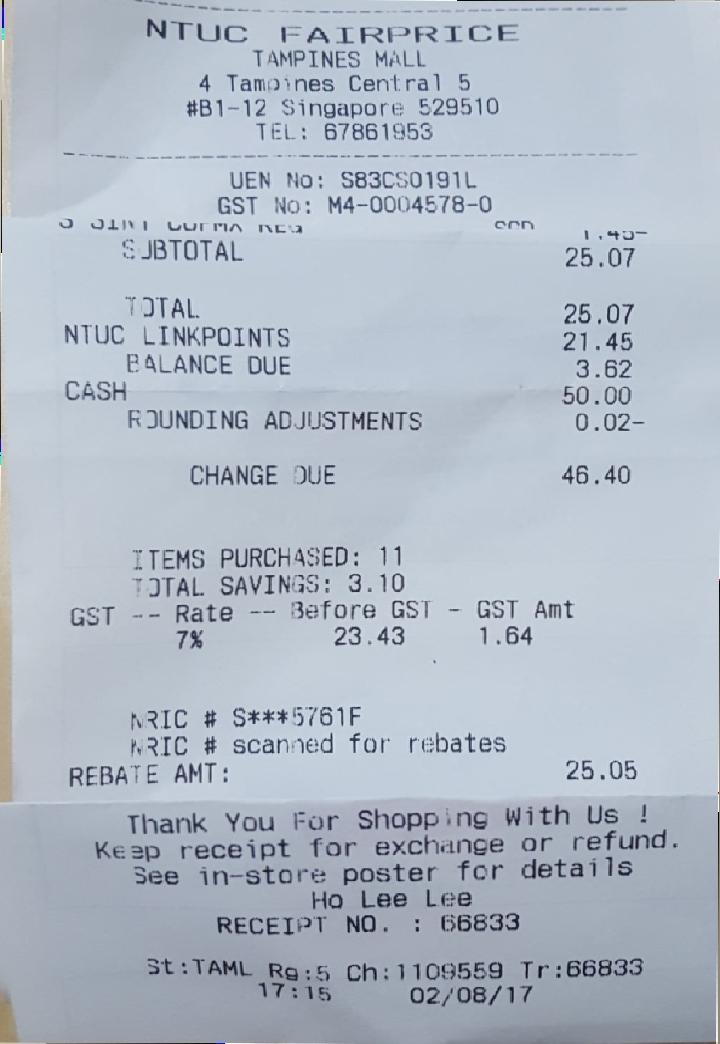 NTUC FAIRPRICE
TAMPINES MALL
4 Tampines Central 5
#B1-12 Singapore 529510
TEL: 67861953
UEN No: S83CS0191L
GST No: M4-0004578-0
SUBTOTAL 25.07
TOTAL 25.07
NTUC LINKPOINTS 21.45
BALANCE DUE 3.62
CASH 50.00
ROUNDING ADJUSTMENTS 0.02-
CHANGE DUE 46.40
ITEMS PURCHASED: 11
TOTAL SAVINGS: 3.10
GST -- Rate -- Before GST - GST Amt
7% 23.43 1.64
NRIC # S***5761F
NRIC # scanned for rebates
REBATE AMT: 25.05
Thank You For Shopping With Us !
Keep receipt for exchange or refund.
See in-store poster for details
Ho Lee Lee
RECEIPT NO. : 66833
St:TAML Rg:5 Ch:1109559 Tr:66833
17:15 02/08/17